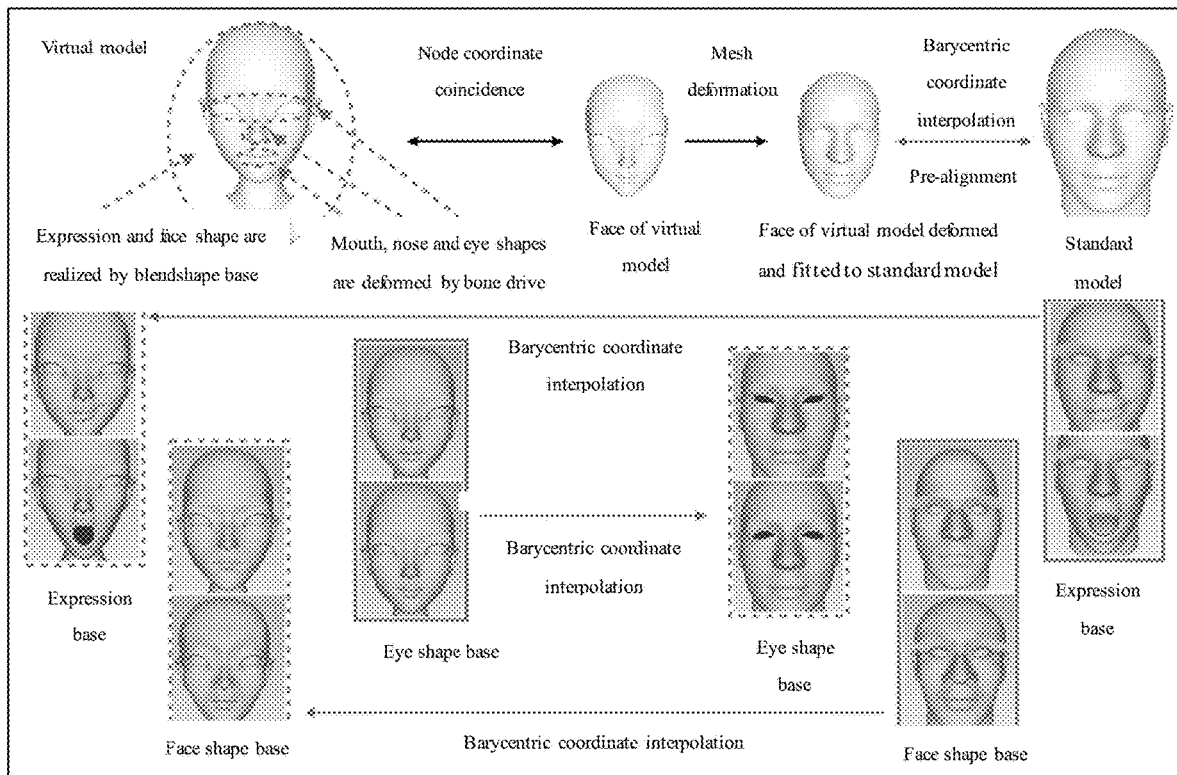 Virtual model
Node coordinate
coincidence
Mesh
deformation
Barycentric
coordinate
interpolation
Pre-alignment
Expression and face shape are
realized by blendshape base
Mouth, nose and eye shapes
are deformed by bone drive
Face of virtual
model
Face of virtual model deformed
and fitted to standard model
Standard
model
Barycentric coordinate
interpolation
Barycentric coordinate
interpolation
Expression
base
Eye shape base
Eye shape
base
Expression
base
Face shape base
Barycentric coordinate interpolation
Face shape base